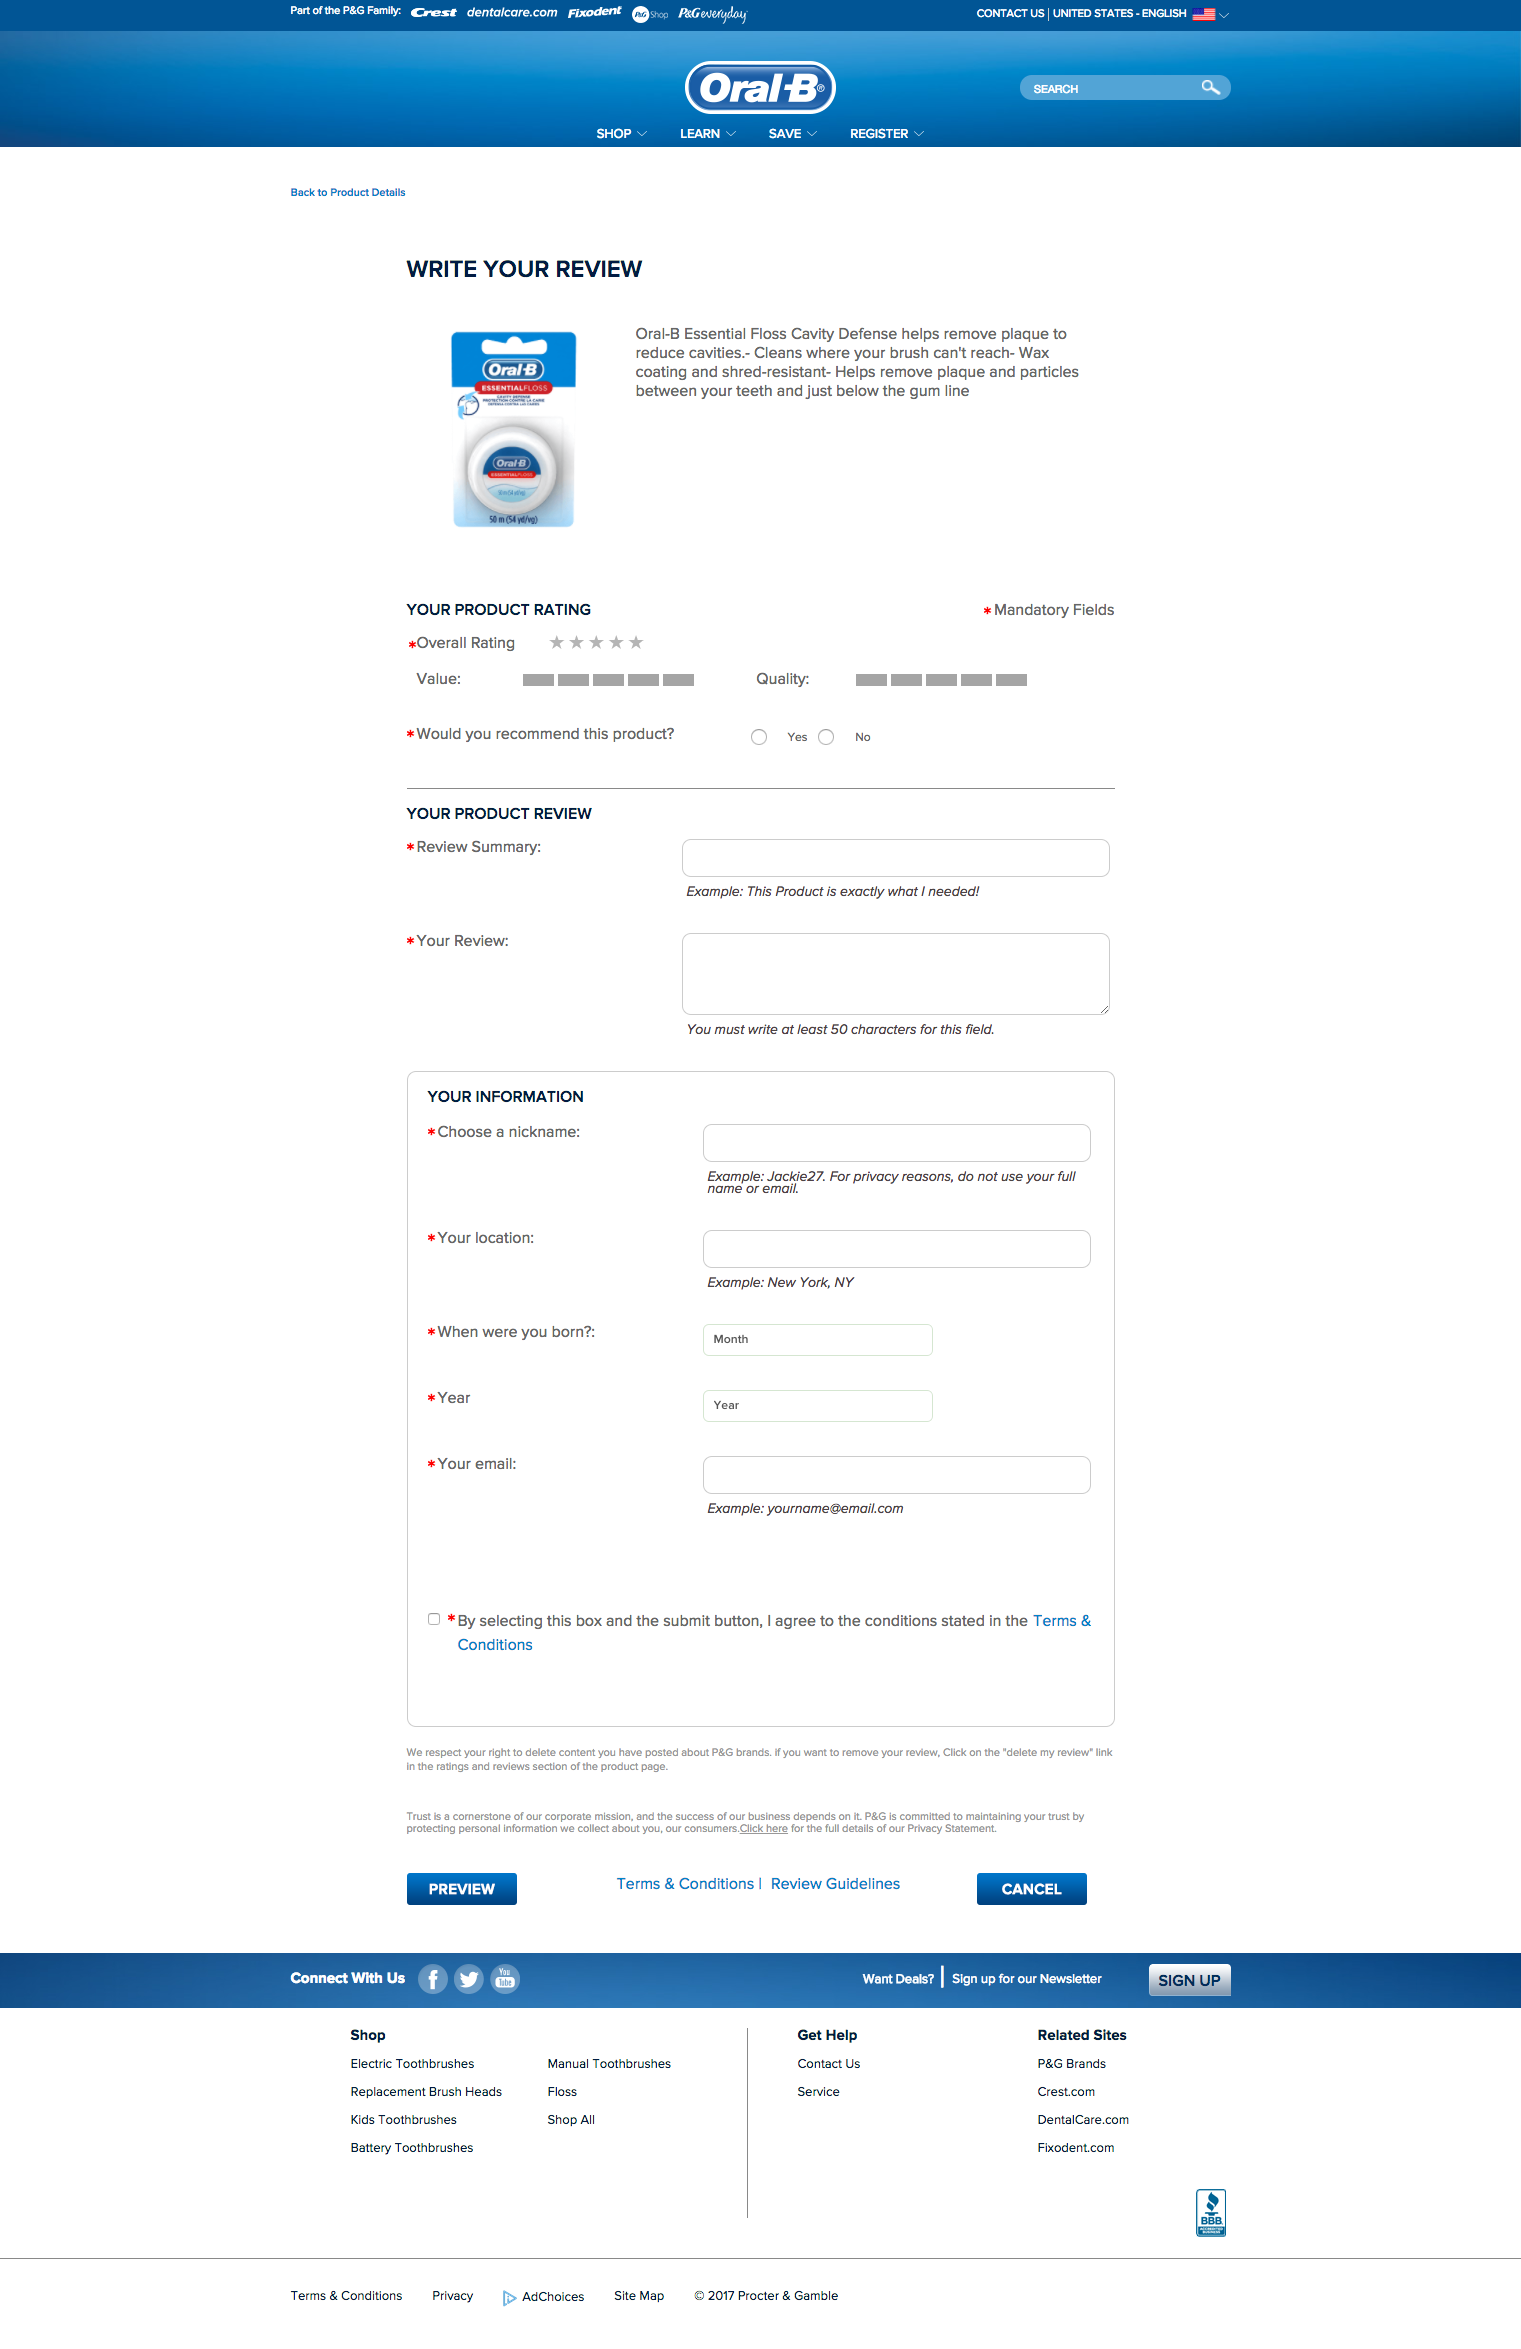 Part of the P&G Family: Crest dentalcare.com Fixodent P&G Shop P&G everyday
CONTACT US | UNITED STATES - ENGLISH
Oral-B®
SEARCH
SHOP LEARN SAVE REGISTER
Back to Product Details
WRITE YOUR REVIEW
Oral-B
ESSENTIAL FLOSS
CAVITY DEFENSE
Oral-B
ESSENTIAL FLOSS
50 m (54 yd/vg)
Oral-B Essential Floss Cavity Defense helps remove plaque to
reduce cavities.- Cleans where your brush can't reach- Wax
coating and shred-resistant- Helps remove plaque and particles
between your teeth and just below the gum line
YOUR PRODUCT RATING
* Mandatory Fields
*Overall Rating
Value:
Quality:
*Would you recommend this product?
Yes
No
YOUR PRODUCT REVIEW
*Review Summary:
Example: This Product is exactly what I needed!
*Your Review:
You must write at least 50 characters for this field.
YOUR INFORMATION
*Choose a nickname:
Example: Jackie27. For privacy reasons, do not use your full
name or email.
*Your location:
Example: New York, NY
*When were you born?:
Month
*Year
Year
*Your email:
Example: yourname@email.com
*By selecting this box and the submit button, I agree to the conditions stated in the Terms &
Conditions
We respect your right to delete content you have posted about P&G brands. if you want to remove your review, Click on the "delete my review" link
in the ratings and reviews section of the product page.
Trust is a cornerstone of our corporate mission, and the success of our business depends on it. P&G is committed to maintaining your trust by
protecting personal information we collect about you, our consumers.Click here for the full details of our Privacy Statement.
PREVIEW
Terms & Conditions | Review Guidelines
CANCEL
Connect With Us
You Tube
Want Deals? | Sign up for our Newsletter
SIGN UP
Shop
Electric Toothbrushes
Replacement Brush Heads
Kids Toothbrushes
Battery Toothbrushes
Manual Toothbrushes
Floss
Shop All
Get Help
Contact Us
Service
Related Sites
P&G Brands
Crest.com
DentalCare.com
Fixodent.com
BBB.
ACCREDITED
BUSINESS
Terms & Conditions
Privacy
AdChoices
Site Map
© 2017 Procter & Gamble